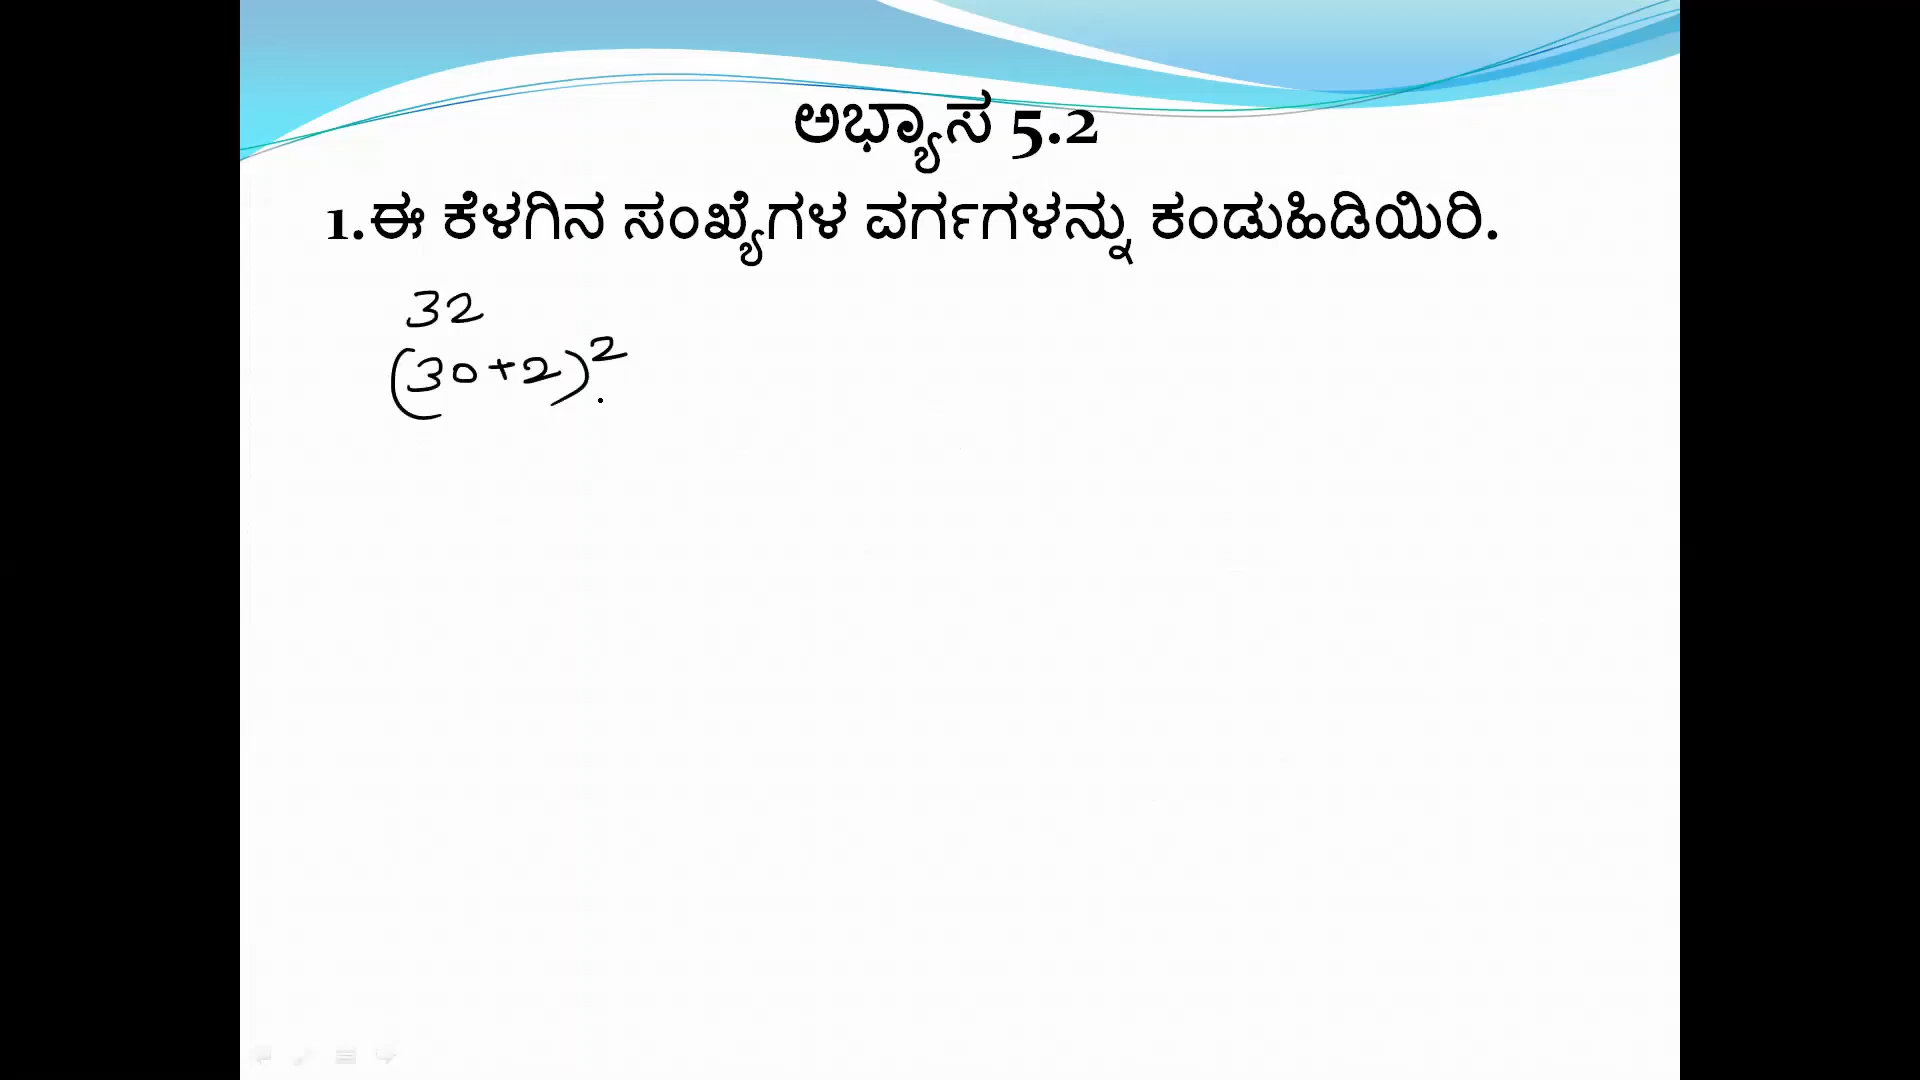 ಅಭ್ಯಾಸ 5.2
1.ಈ ಕೆಳಗಿನ ಸಂಖ್ಯೆಗಳ ವರ್ಗಗಳನ್ನು ಕಂಡುಹಿಡಿಯಿರಿ.
32
(30+2)²